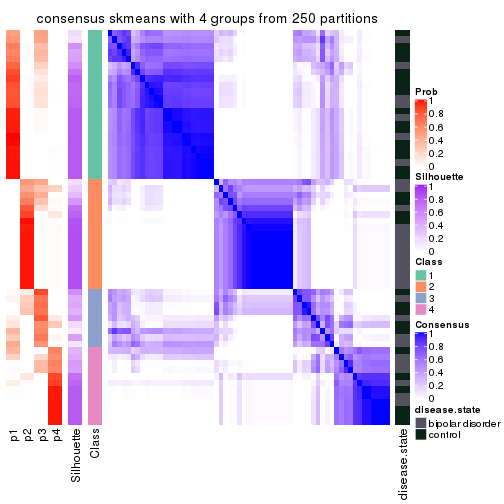 consensus skmeans with 4 groups from 250 partitions
Prob
1
0.8
0.6
0.4
0.2
0
Silhouette
1
0.8
0.6
0.4
0.2
0
Class
1
2
3
4
Consensus
1
0.8
0.6
0.4
0.2
0
disease.state
bipolar disorder
control
p1
p2
p3
p4
Silhouette
Class
disease.state